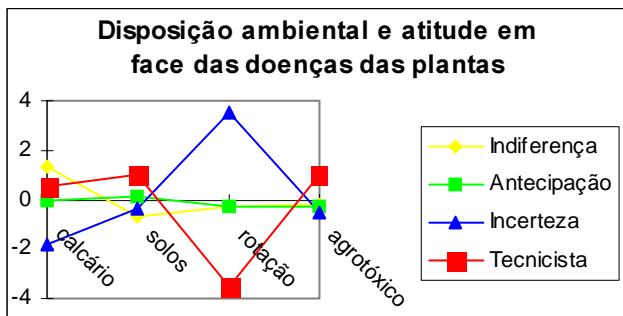 Disposição ambiental e atitude em
face das doenças das plantas
4
2
0
-2
-4
calcário
solos
rotação
agrotóxico
Indiferença
Antecipação
Incerteza
Tecnicista